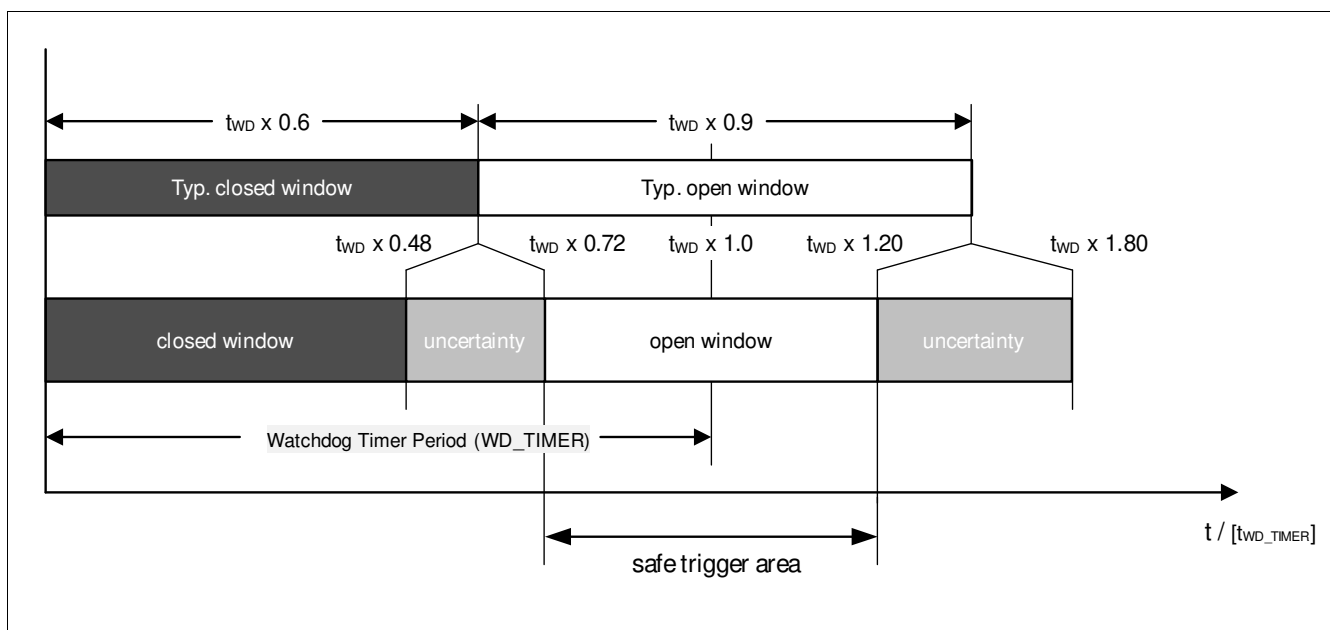 tWD x 0.6
tWD x 0.9
Typ. closed window
Typ. open window
tWD x 0.48
tWD x 0.72
tWD x 1.0
tWD x 1.20
tWD x 1.80
closed window
uncertainty
open window
uncertainty
Watchdog Timer Period (WD_TIMER)
t / [tWD_TIMER]
safe trigger area